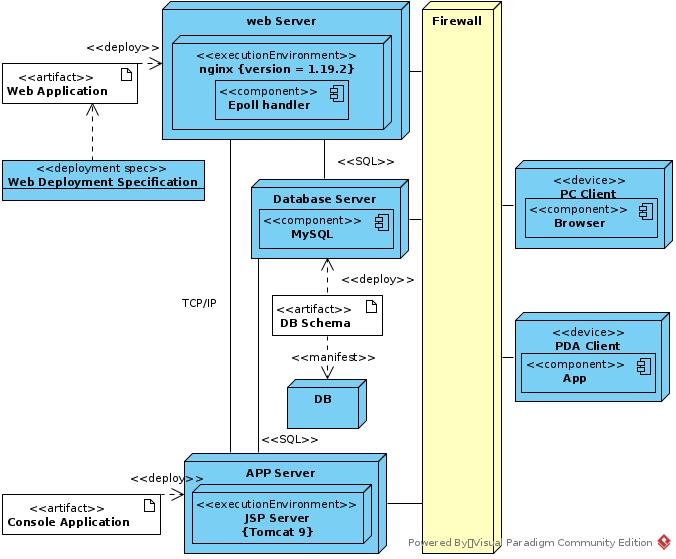 web Server
Firewall
<<deploy>>
<<executionEnvironment>>
nginx {version = 1.19.2}
<<artifact>>
Web Application
<<component>>
Epoll handler
<<SQL>>
<<deployment spec>>
Web Deployment Specification
<<device>>
PC Client
Database Server
<<component>>
Browser
<<component>>
MySQL
<<deploy>>
TCP/IP
<<artifact>>
DB Schema
<<device>>
PDA Client
<<manifest>>
<<component>>
App
DB
<<SQL>>
APP Server
<<deploy>>
<<executionEnvironment>>
JSP Server
{Tomcat 9}
<<artifact>>
Console Application
Powered By▯Visual Paradigm Community Edition